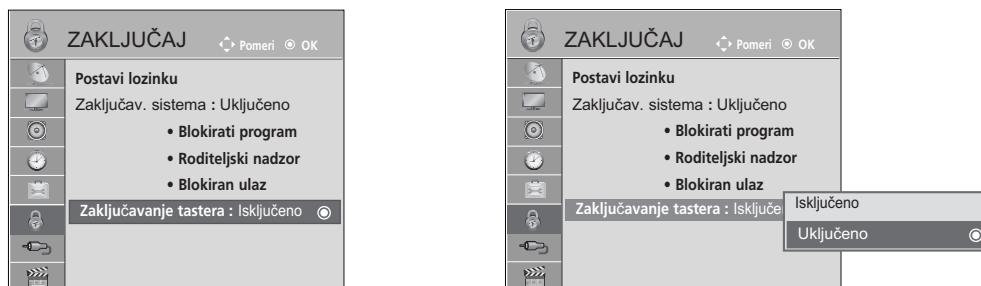 ZAKLJUČAJ Pomeri OK
Postavi lozinku
Zaključav. sistema : Uključeno
• Blokirati program
• Roditeljski nadzor
• Blokiran ulaz
Zaključavanje tastera : Isključeno
ZAKLJUČAJ Pomeri OK
Postavi lozinku
Zaključav. sistema : Uključeno
• Blokirati program
• Roditeljski nadzor
• Blokiran ulaz
Zaključavanje tastera : Isključe
Isključeno
Uključeno